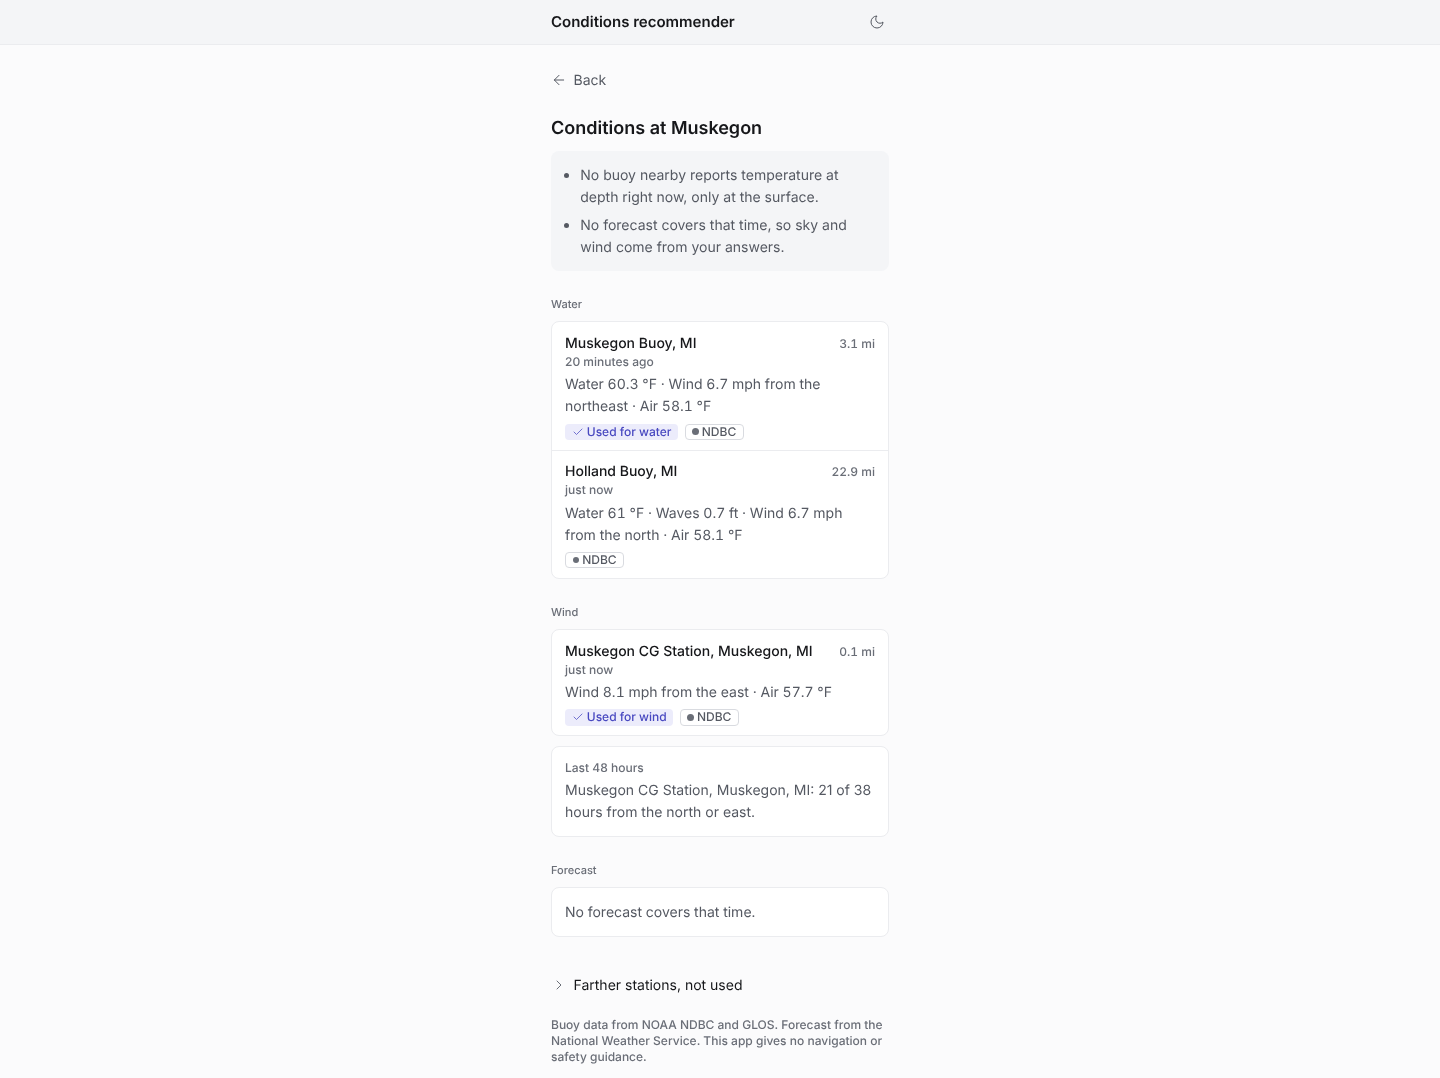 Conditions recommender
Back
Conditions at Muskegon
No buoy nearby reports temperature at
depth right now, only at the surface.
No forecast covers that time, so sky and
wind come from your answers.
Water
Muskegon Buoy, MI
3.1 mi
20 minutes ago
Water 60.3 °F · Wind 6.7 mph from the
northeast · Air 58.1 °F
Used for water
NDBC
Holland Buoy, MI
22.9 mi
just now
Water 61 °F · Waves 0.7 ft · Wind 6.7 mph
from the north · Air 58.1 °F
NDBC
Wind
Muskegon CG Station, Muskegon, MI
0.1 mi
just now
Wind 8.1 mph from the east · Air 57.7 °F
Used for wind
NDBC
Last 48 hours
Muskegon CG Station, Muskegon, MI: 21 of 38
hours from the north or east.
Forecast
No forecast covers that time.
Farther stations, not used
Buoy data from NOAA NDBC and GLOS. Forecast from the
National Weather Service. This app gives no navigation or
safety guidance.